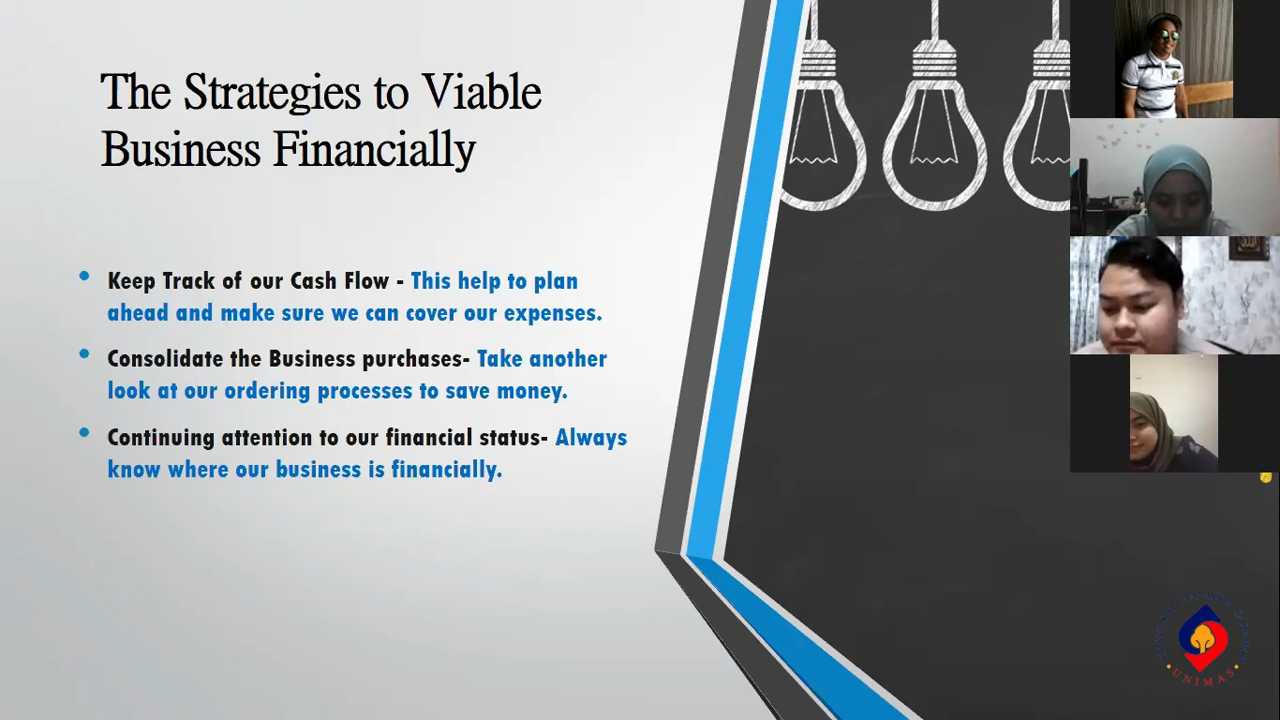 The Strategies to Viable
Business Financially
Keep Track of our Cash Flow - This help to plan
ahead and make sure we can cover our expenses.
Consolidate the Business purchases- Take another
look at our ordering processes to save money.
Continuing attention to our financial status- Always
know where our business is financially.
UNIMAS